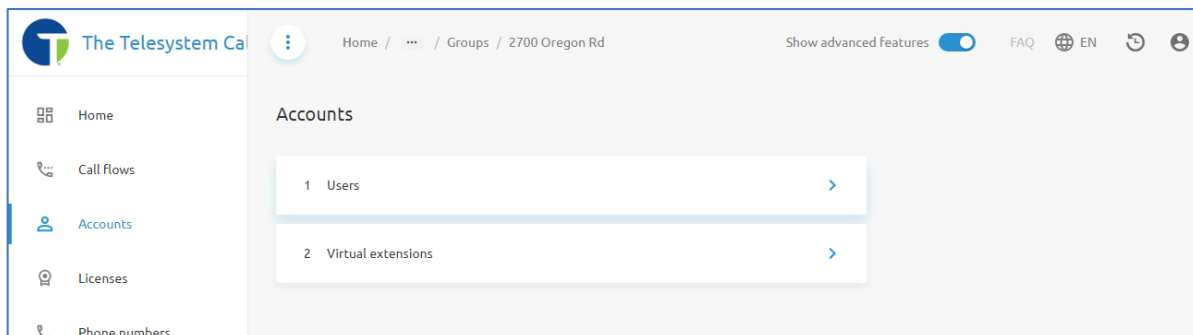 The Telesystem Cal
Home / ... / Groups / 2700 Oregon Rd
Show advanced features
FAQ
EN
Home
Call flows
Accounts
Licenses
Phone numbers
Accounts
1 Users
2 Virtual extensions